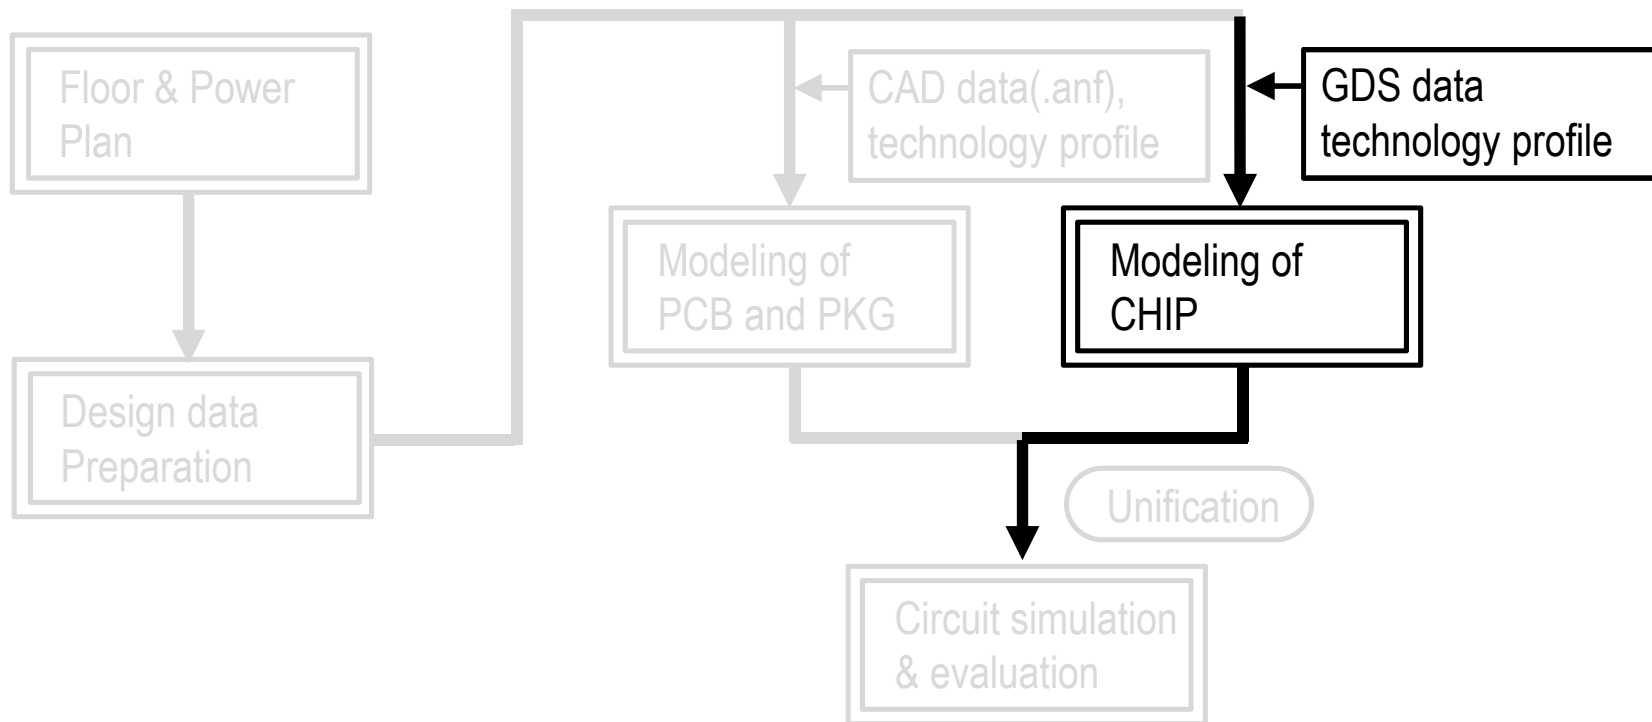 Floor & Power
Plan
CAD data(.anf),
technology profile
GDS data
technology profile
Modeling of
PCB and PKG
Modeling of
CHIP
Design data
Preparation
Unification
Circuit simulation
& evaluation